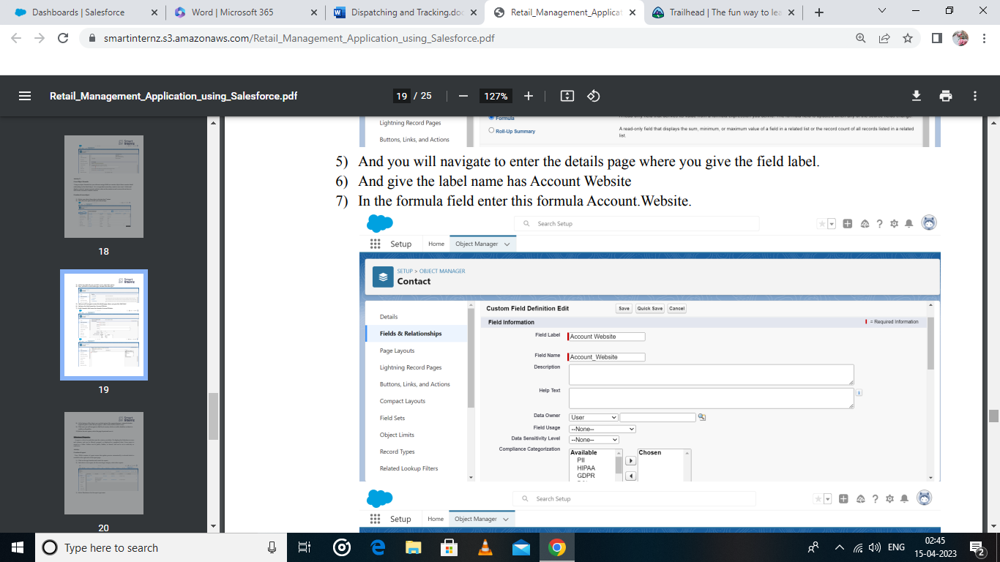 Dashboards | Salesforce
Word | Microsoft 365
Dispatching and Tracking.doc
Retail_Management_Applicat
Trailhead | The fun way to lea
smartinternz.s3.amazonaws.com/Retail_Management_Application_using_Salesforce.pdf
Retail_Management_Application_using_Salesforce.pdf
19 / 25
127%
18
19
20
Lightning Record Pages
Buttons, Links, and Actions
Formula
Roll-Up Summary
A read-only field that displays the sum, minimum, or maximum value of a field in a related list or the record count of all records listed in a related
list.
5) And you will navigate to enter the details page where you give the field label.
6) And give the label name has Account Website
7) In the formula field enter this formula Account.Website.
Search Setup
Setup
Home
Object Manager
SETUP > OBJECT MANAGER
Contact
Details
Fields & Relationships
Page Layouts
Lightning Record Pages
Buttons, Links, and Actions
Compact Layouts
Field Sets
Object Limits
Record Types
Related Lookup Filters
Custom Field Definition Edit
Save
Quick Save
Cancel
Field Information
= Required Information
Field Label
Account Website
Field Name
Account_Website
Description
Help Text
Data Owner
User
Field Usage
--None--
Data Sensitivity Level
--None--
Compliance Categorization
Available
PII
HIPAA
GDPR
Chosen
Search Setup
Setup
Home
Object Manager
Type here to search
ENG
02:45
15-04-2023
2